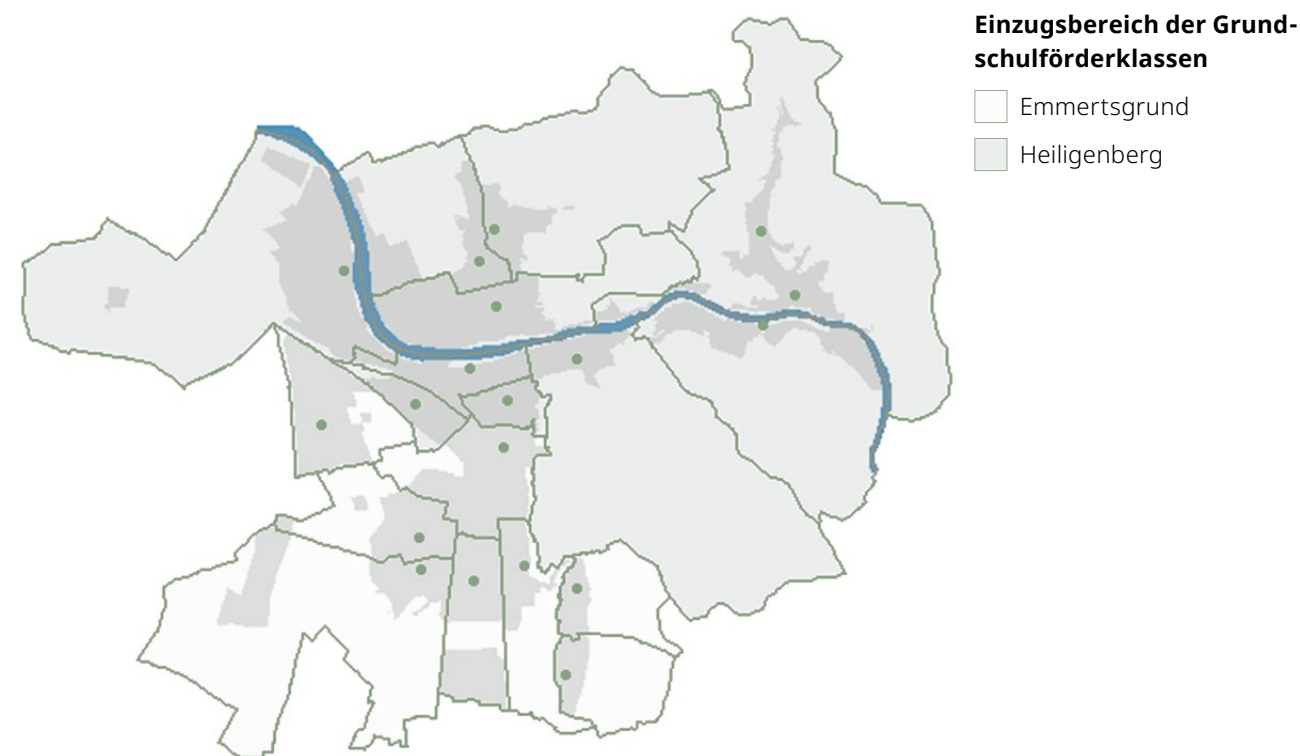 Einzugsbereich der Grund-
schulförderklassen
Emmertsgrund
Heiligenberg